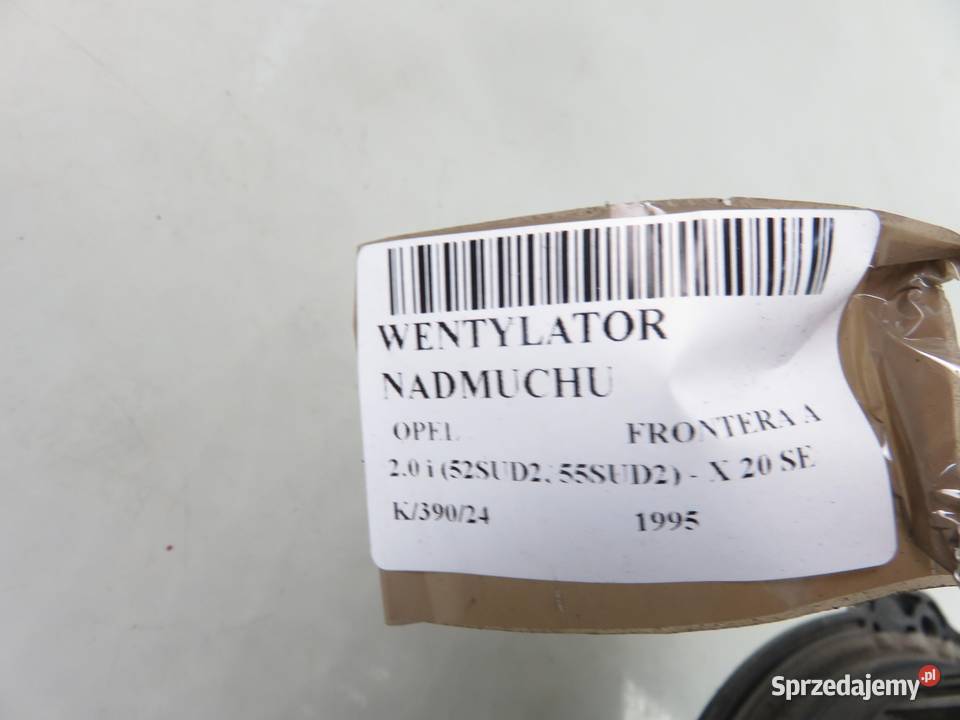 WENTYLATOR
NADMUCHU
OPEL FRONTERA A
2.0 i (52SUD2, 55SUD2) - X 20 SE
K/390/24 1995
Sprzedajemy.pl